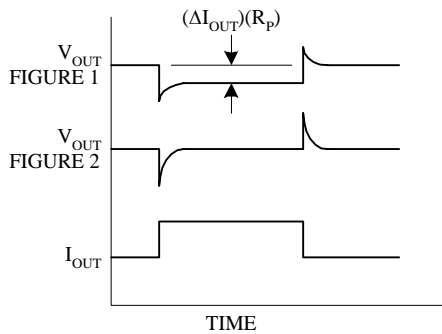 (ΔI_OUT)(R_P)
V_OUT
FIGURE 1
V_OUT
FIGURE 2
I_OUT
TIME